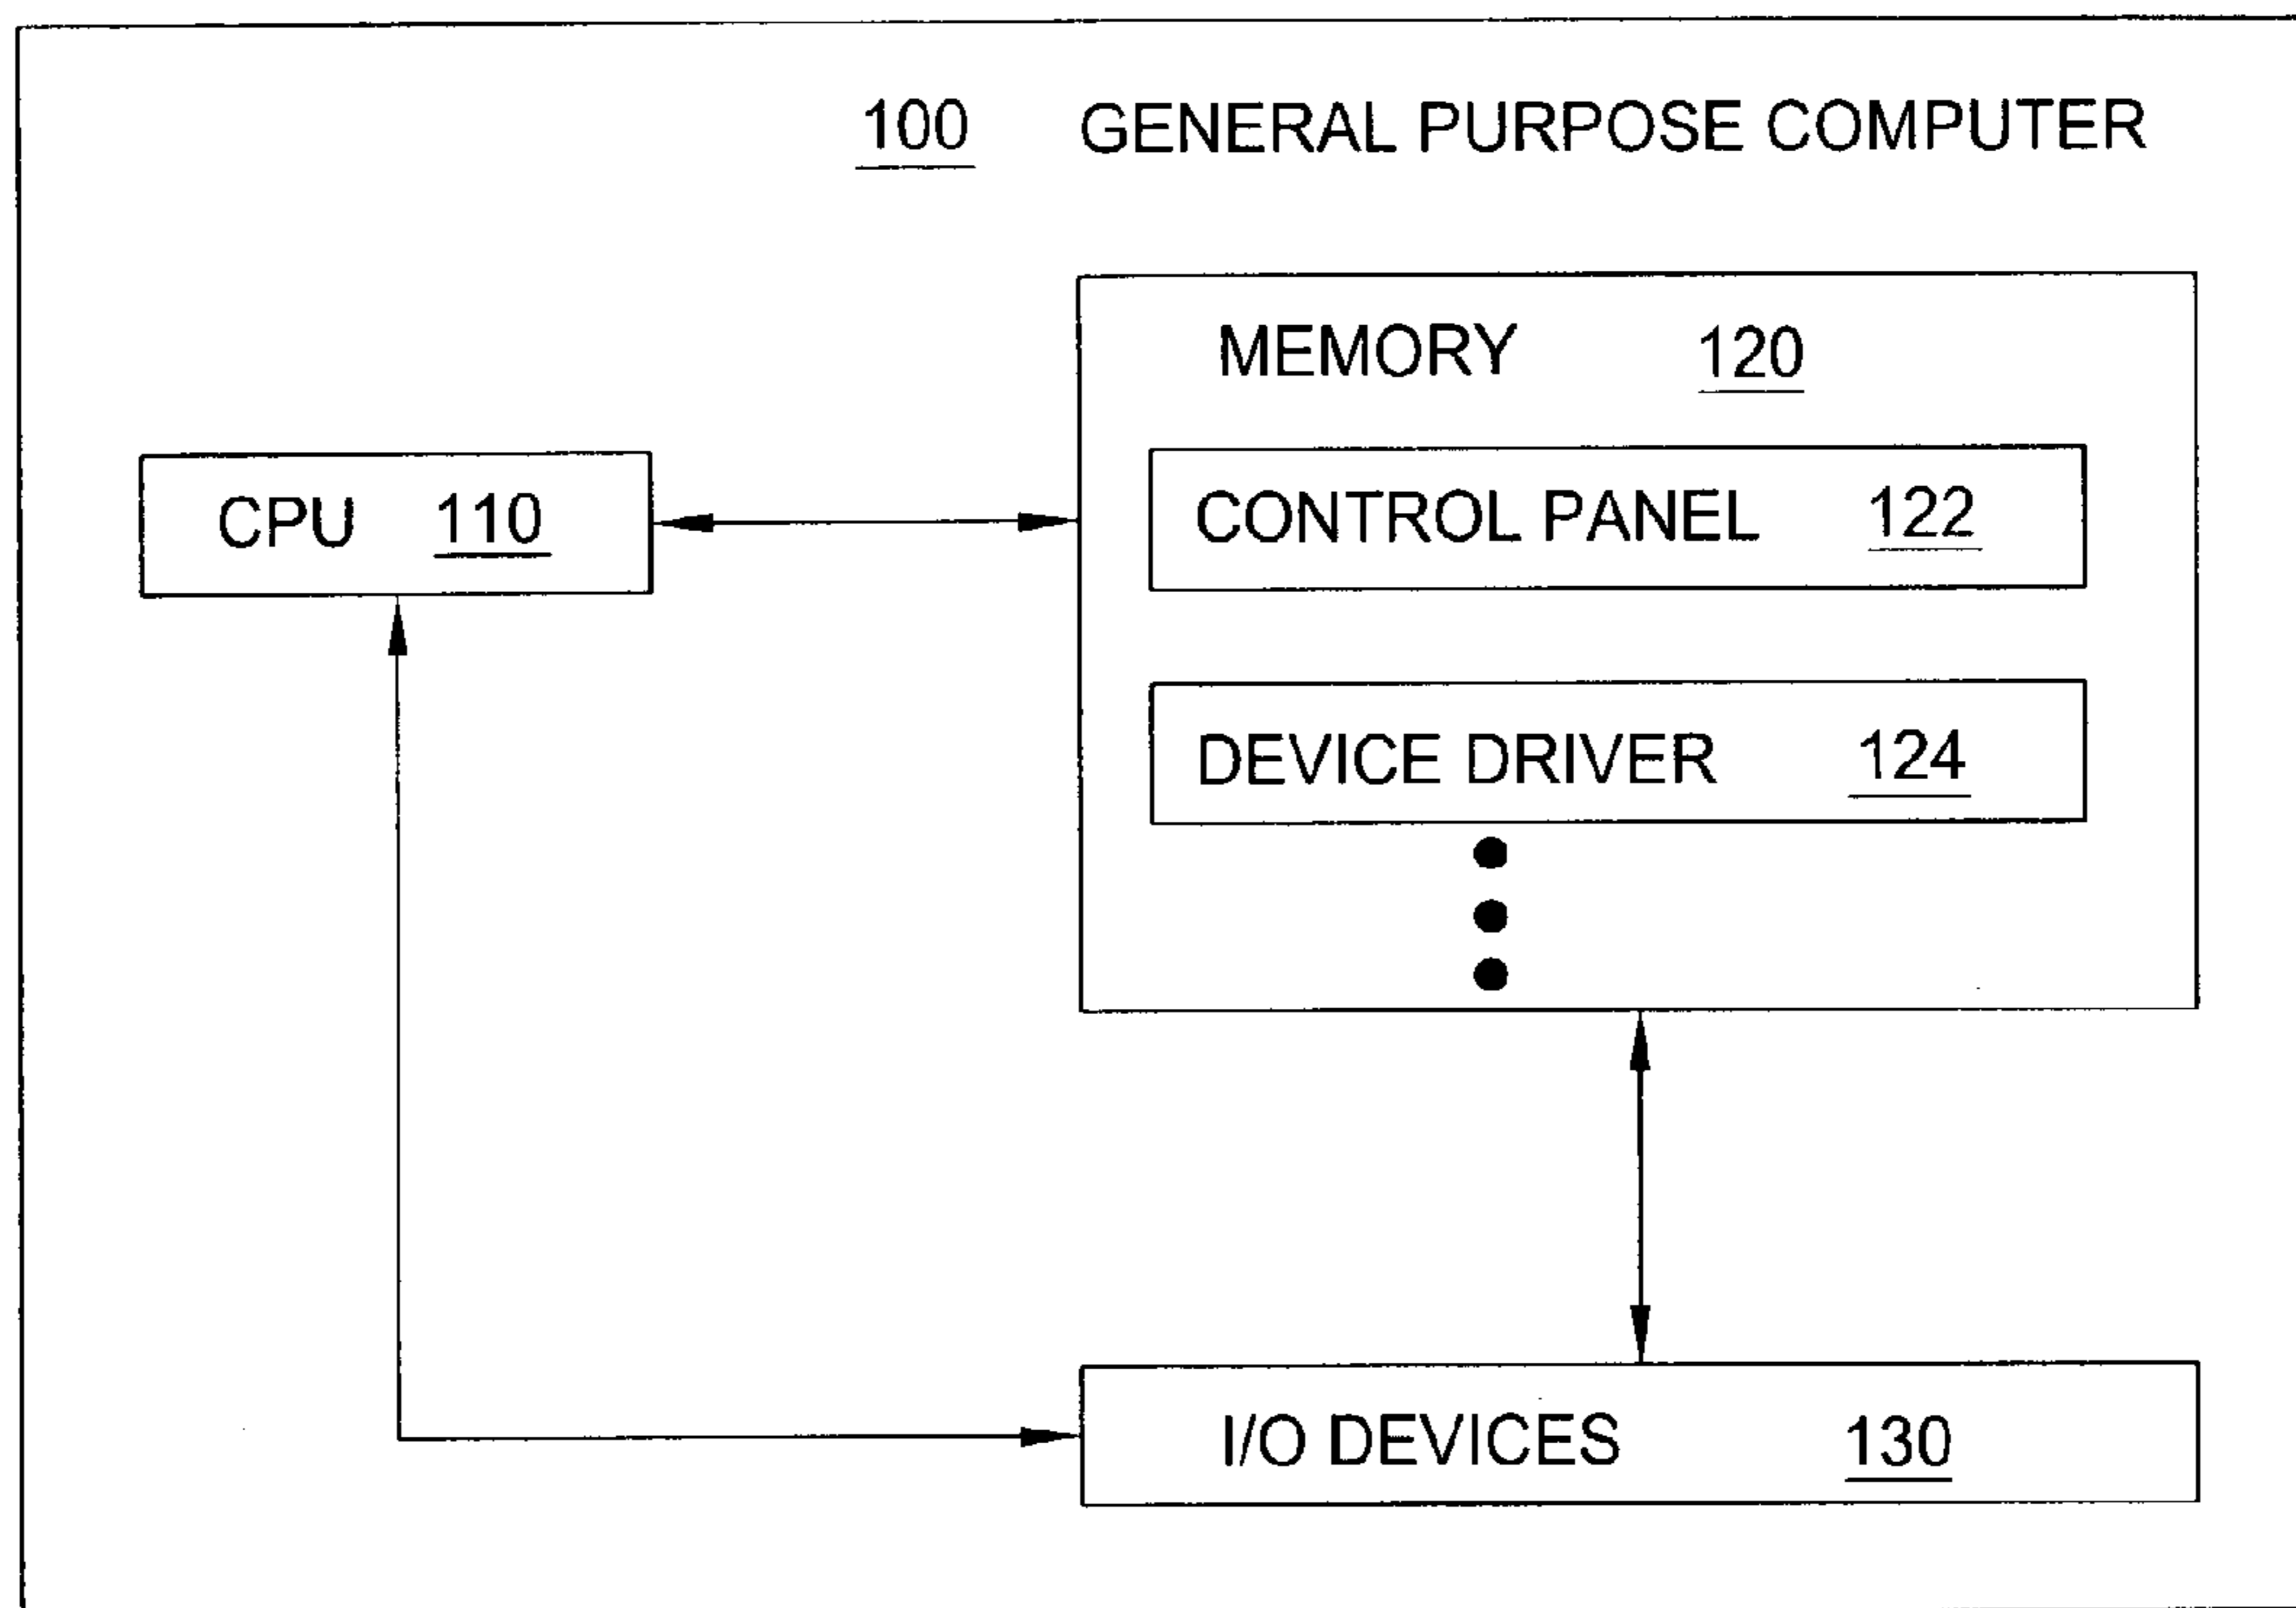 100 GENERAL PURPOSE COMPUTER
MEMORY 120
CPU 110
CONTROL PANEL 122
DEVICE DRIVER 124
I/O DEVICES 130